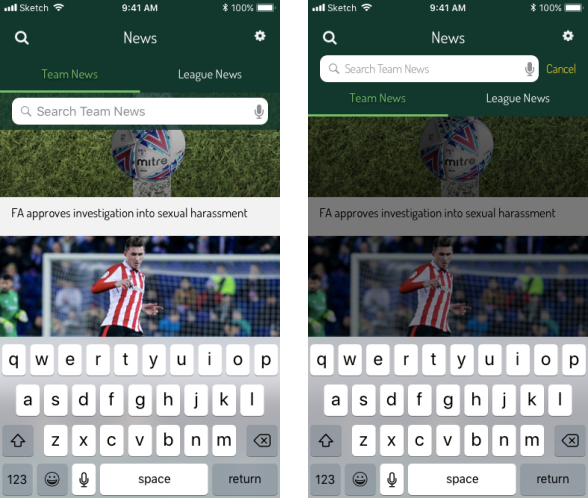 Sketch 9:41 AM 100%
News
Team News League News
Search Team News
mitre
FA approves investigation into sexual harassment
q w e r t y u i o p
a s d f g h j k l
z x c v b n m
123 space return
Sketch 9:41 AM 100%
News
Search Team News Cancel
Team News League News
mitre
FA approves investigation into sexual harassment
q w e r t y u i o p
a s d f g h j k l
z x c v b n m
123 space return